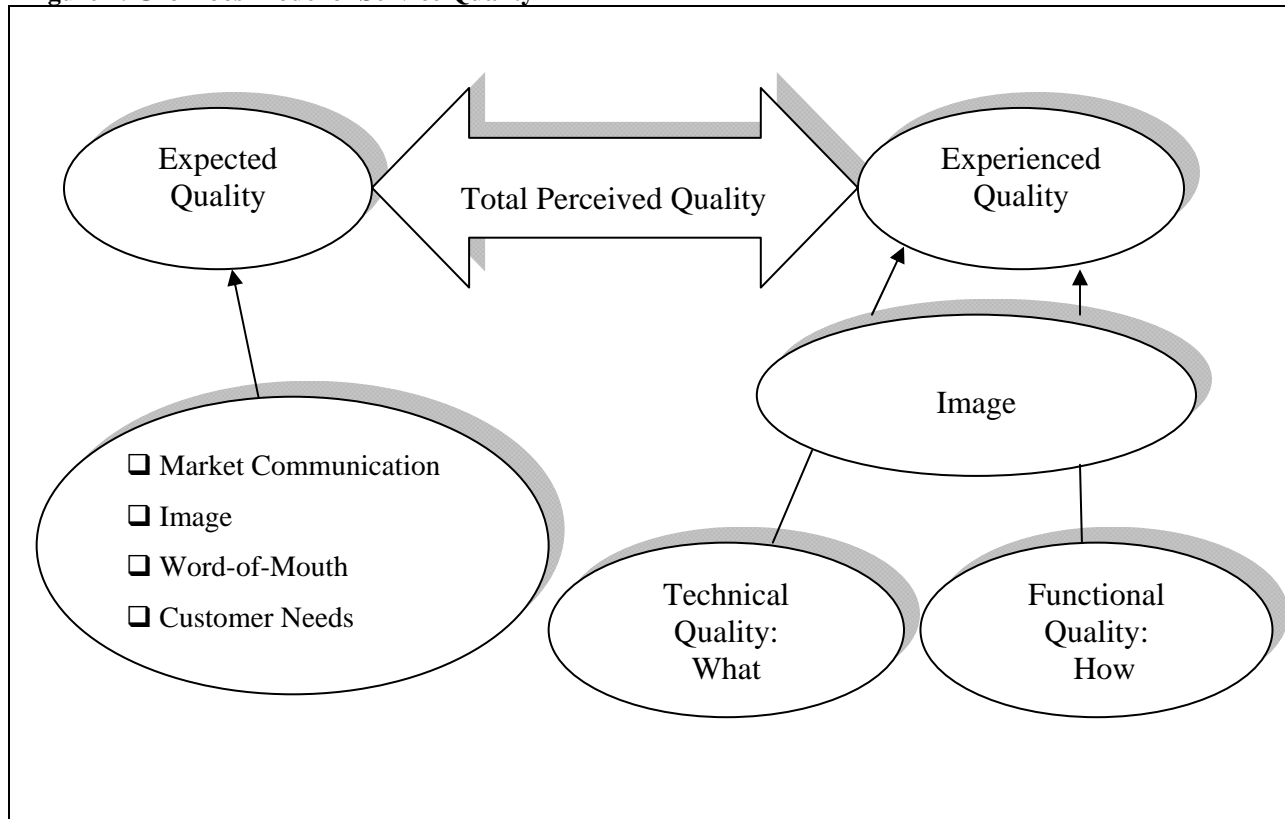 Expected
Quality
Total Perceived Quality
Experienced
Quality
Image
❑ Market Communication
❑ Image
❑ Word-of-Mouth
❑ Customer Needs
Technical
Quality:
What
Functional
Quality:
How